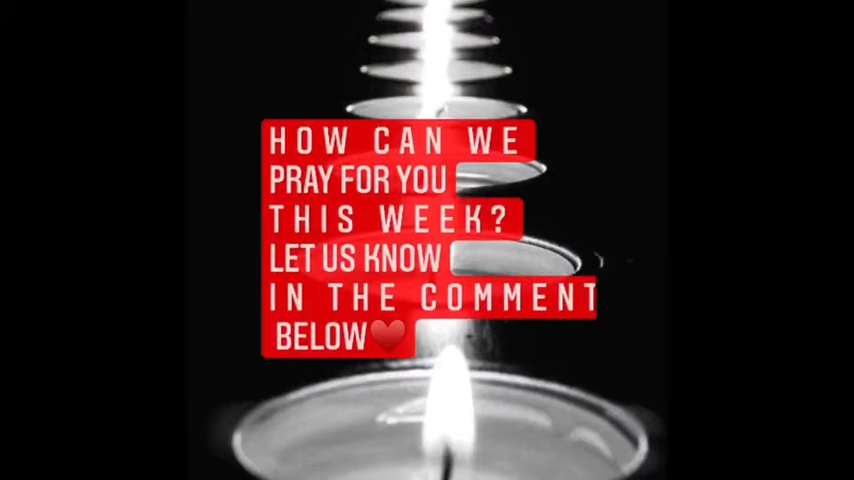 HOW CAN WE
PRAY FOR YOU
THIS WEEK?
LET US KNOW
IN THE COMMENT
BELOW❤️